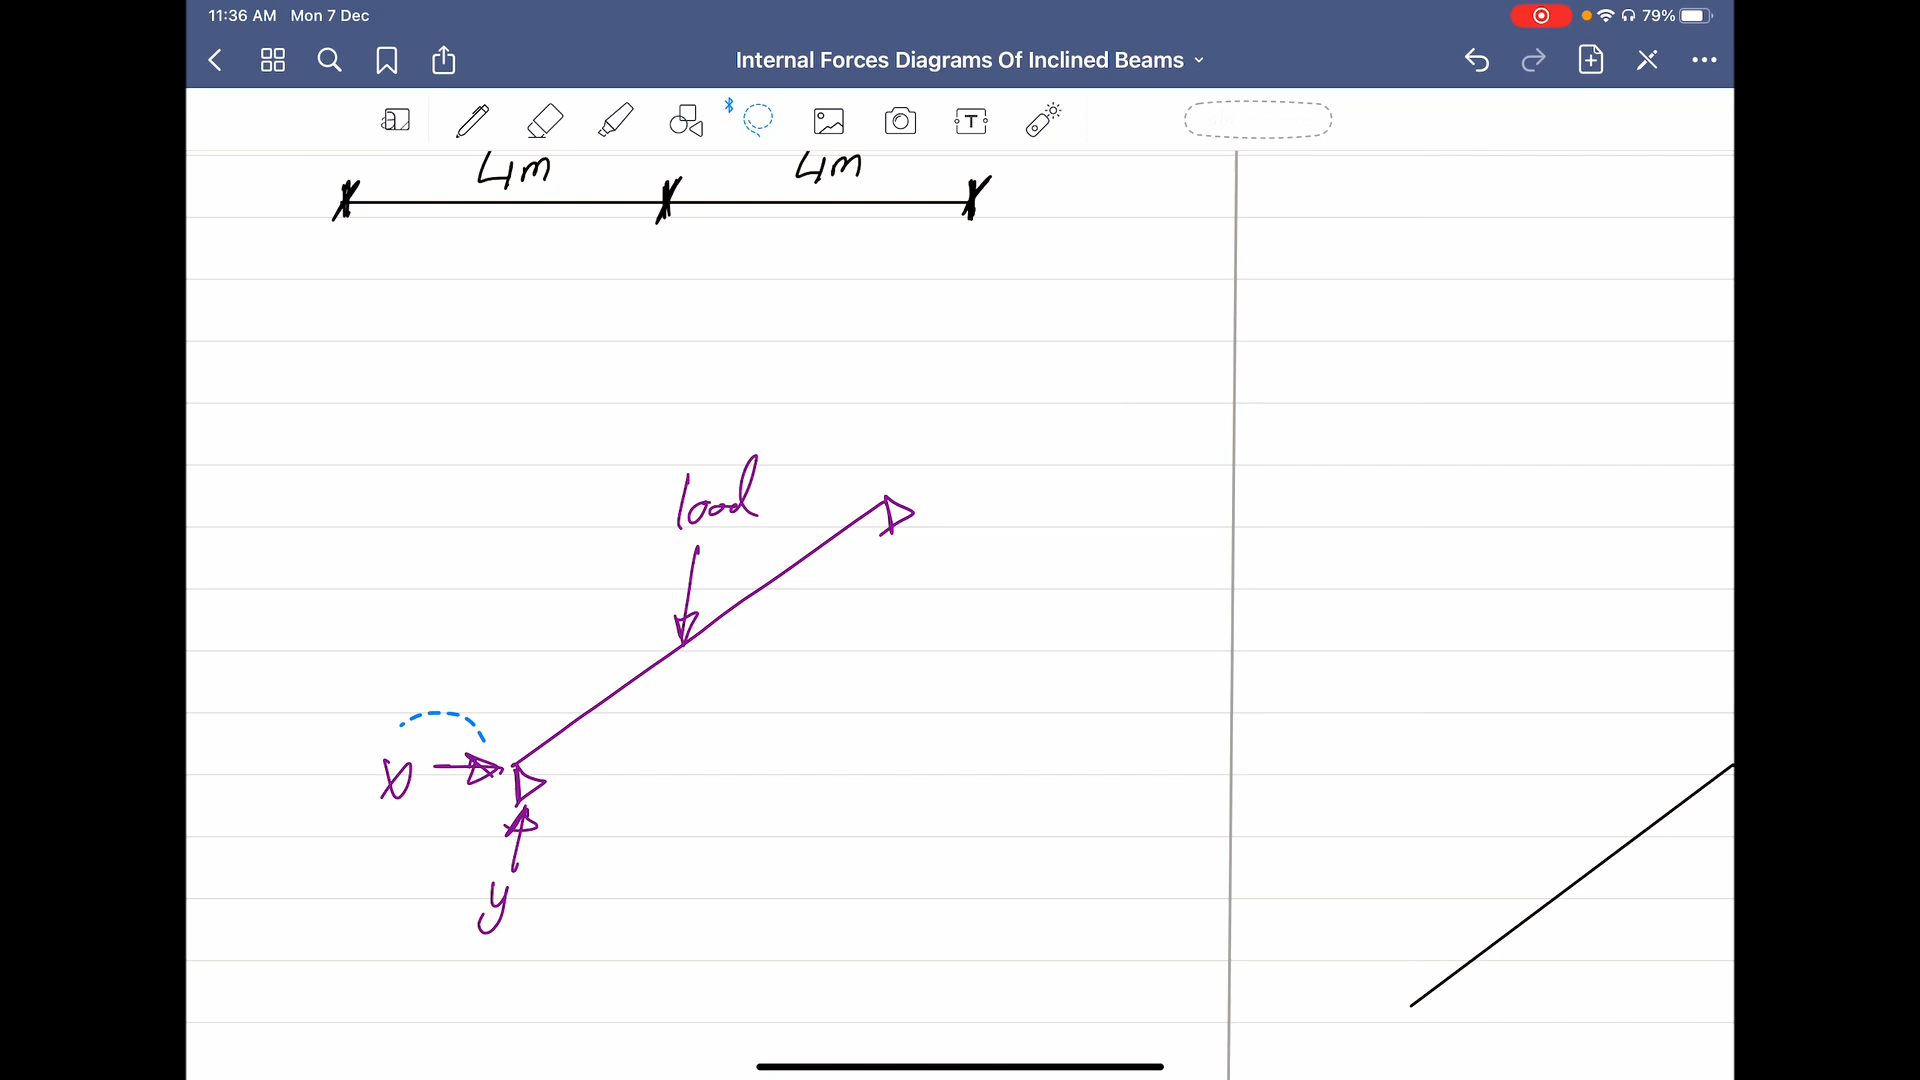 11:36 AM Mon 7 Dec
79%
Internal Forces Diagrams Of Inclined Beams
4m 4m
load
x
y